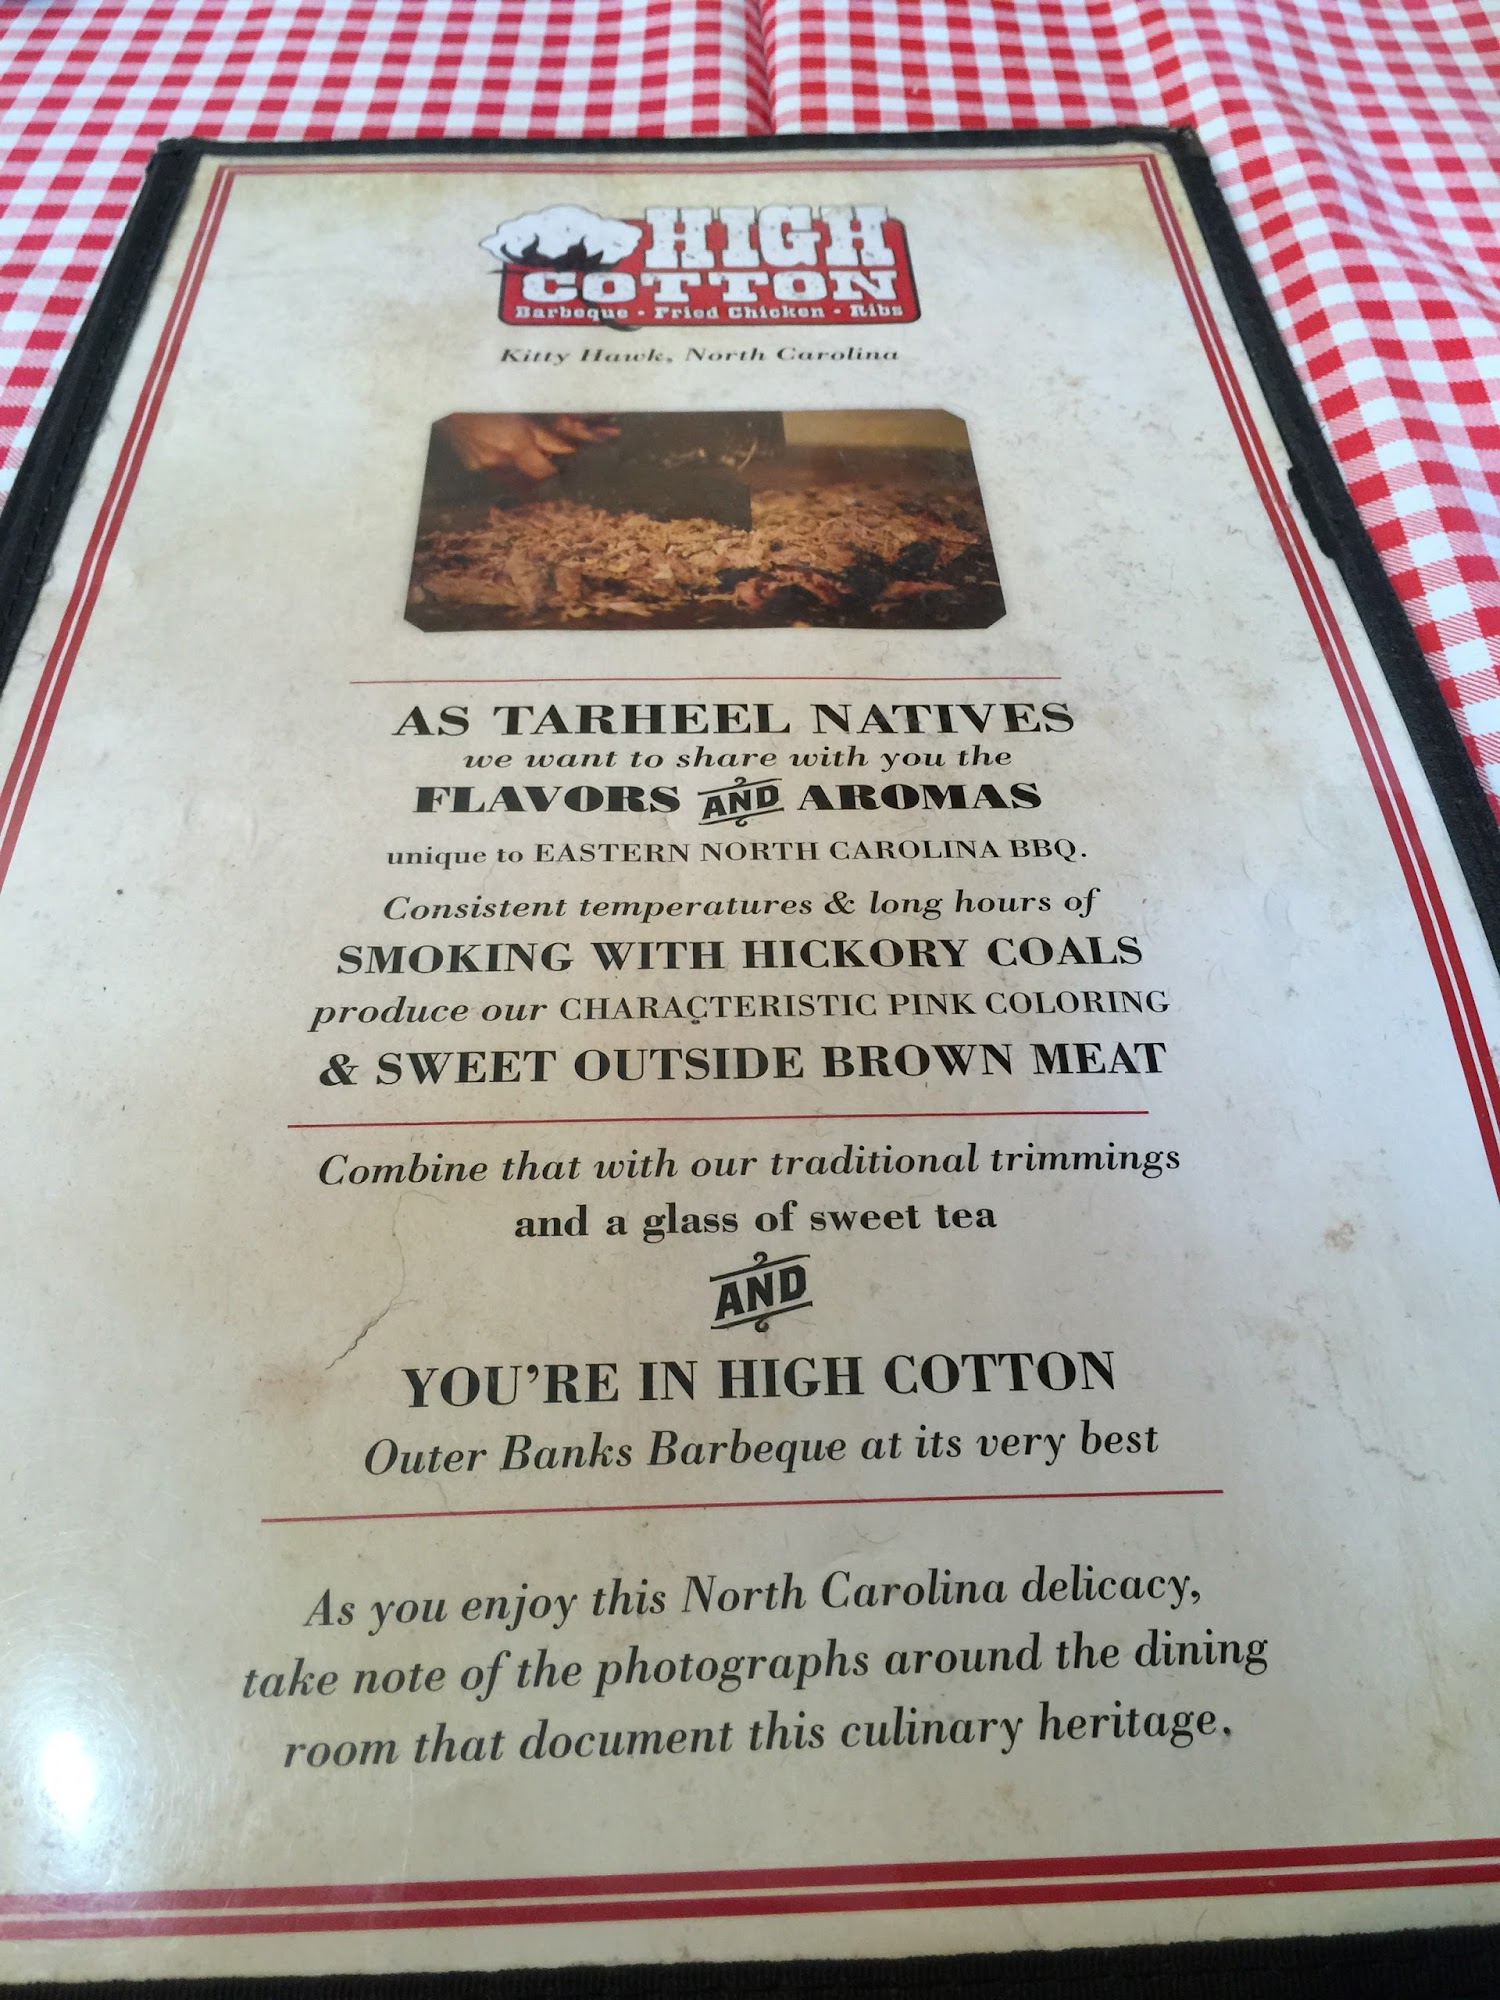 HIGH
COTTON
Barbeque - Fried Chicken - Ribs
Kitty Hawk, North Carolina
AS TARHEEL NATIVES
we want to share with you the
FLAVORS AND AROMAS
unique to EASTERN NORTH CAROLINA BBQ.
Consistent temperatures & long hours of
SMOKING WITH HICKORY COALS
produce our CHARACTERISTIC PINK COLORING
& SWEET OUTSIDE BROWN MEAT
Combine that with our traditional trimmings
and a glass of sweet tea
AND
YOU'RE IN HIGH COTTON
Outer Banks Barbeque at its very best
As you enjoy this North Carolina delicacy,
take note of the photographs around the dining
room that document this culinary heritage.